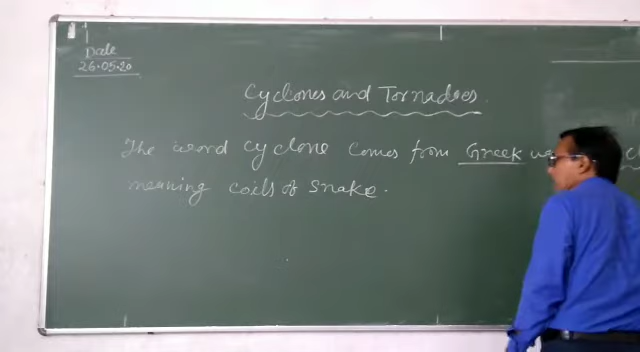 Date
26.05.20
Cyclones and Tornadoes.
The word cyclone comes from Greek
meaning coils of snake.